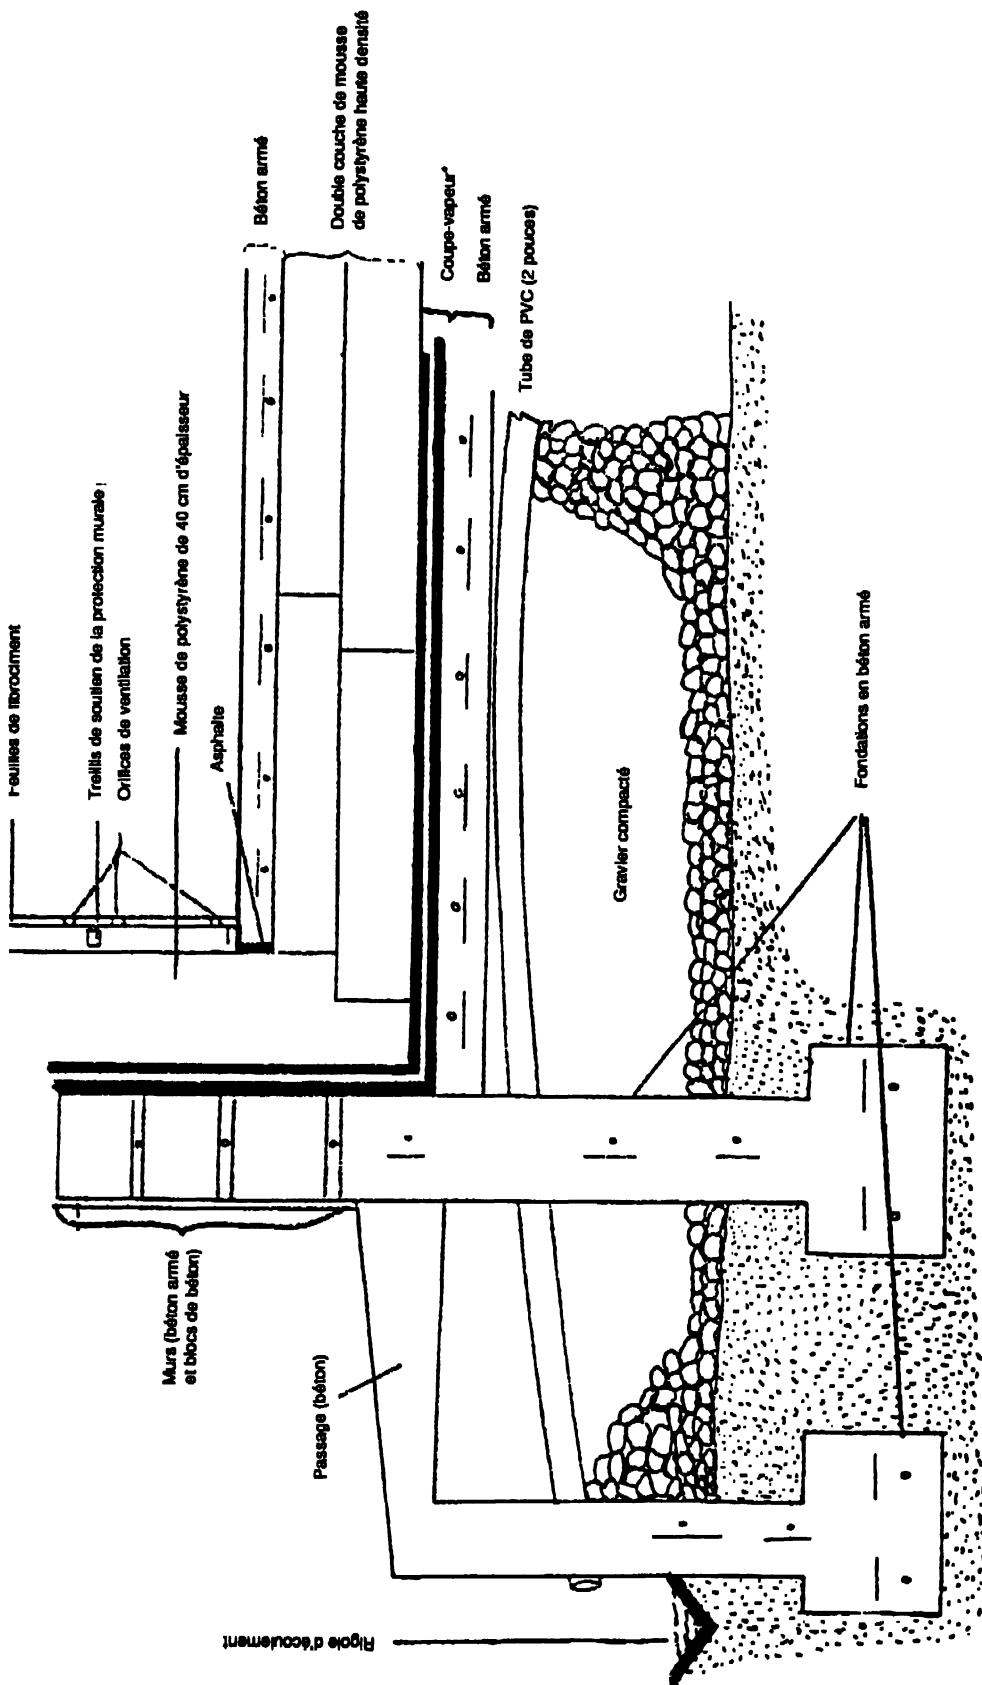 Feuilles de fibrociment
Treillis de soutien de la protection murale
Orifices de ventilation
Mousse de polystyrène de 40 cm d'épaisseur
Asphalte
Béton armé
Double couche de mousse
de polystyrène haute densité
Coupe-vapeur*
Béton armé
Tube de PVC (2 pouces)
Gravier compacté
Fondations en béton armé
Murs (béton armé
et blocs de béton)
Passage (béton)
Rigole d'écoulement